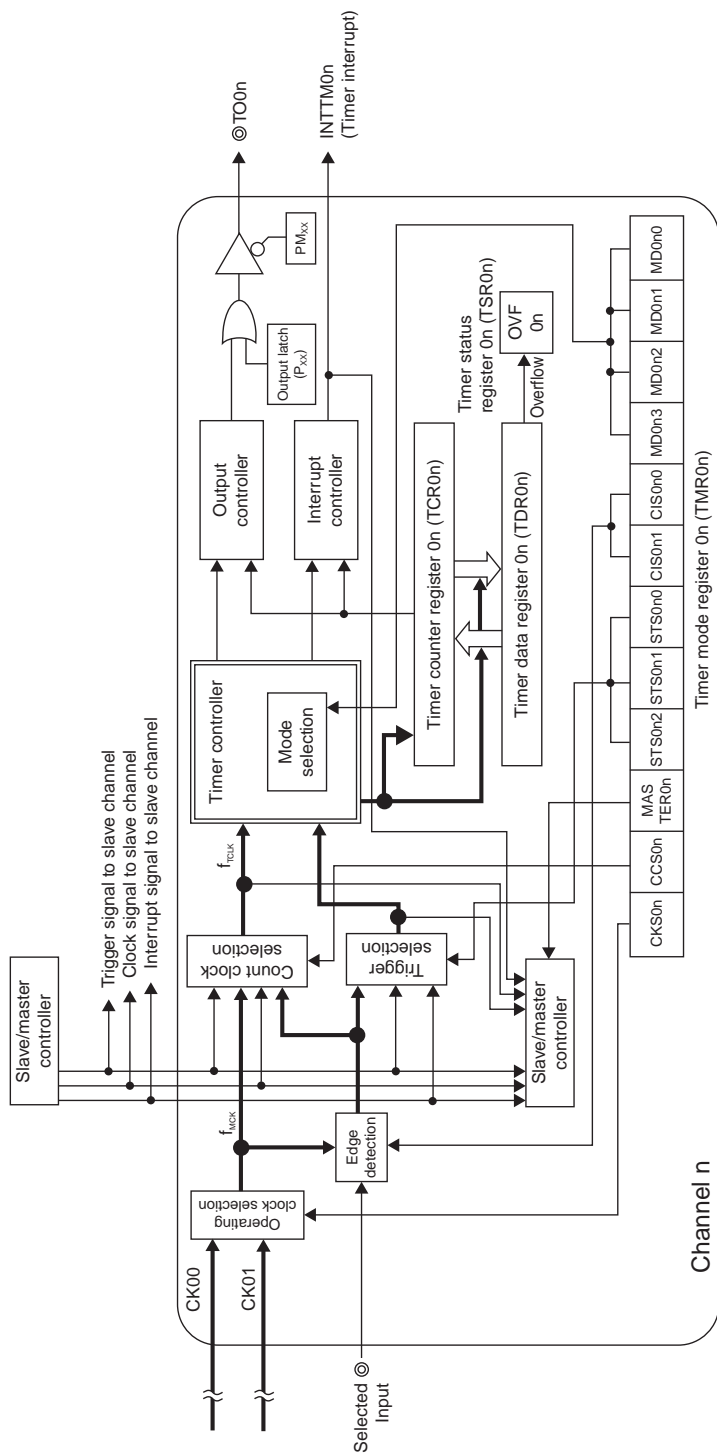 Slave/master
controller
Trigger signal to slave channel
Clock signal to slave channel
Interrupt signal to slave channel
CK00
CK01
Operating
clock selection
fMCK
Count clock
selection
fTCLK
Timer controller
Mode
selection
Output
controller
Output latch
(Pxx)
PMxx
◎TO0n
Interrupt
controller
INTTM0n
(Timer interrupt)
Selected ◎
Input
Edge
detection
Trigger
selection
Slave/master
controller
Timer counter register 0n (TCR0n)
Timer data register 0n (TDR0n)
Timer status
register 0n (TSR0n)
Overflow
OVF
0n
CKS0n
CCS0n
MAS
TER0n
STS0n2
STS0n1
STS0n0
CIS0n1
CIS0n0
MD0n3
MD0n2
MD0n1
MD0n0
Channel n
Timer mode register 0n (TMR0n)